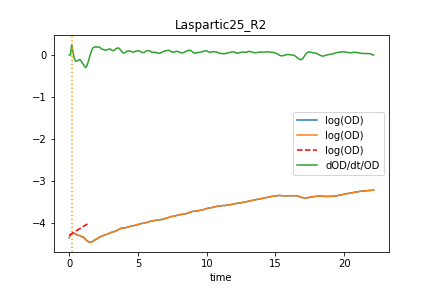 Laspartic25_R2
0
−1
−2
−3
−4
log(OD)
log(OD)
log(OD)
dOD/dt/OD
0 5 10 15 20
time